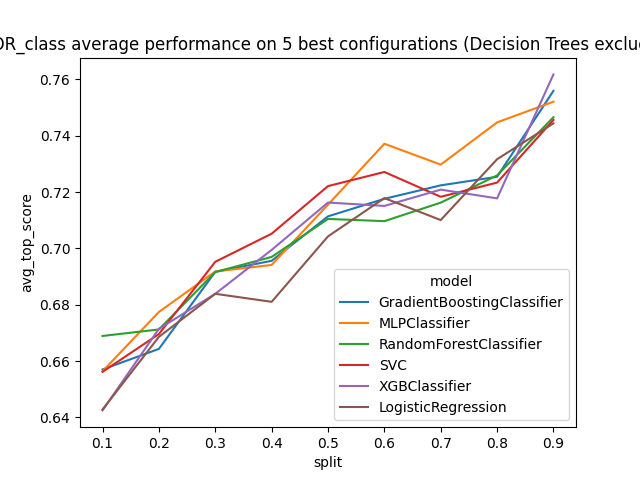 DR_class average performance on 5 best configurations (Decision Trees exclu
0.76
0.74
0.72
0.70
0.68
0.66
0.64
avg_top_score
model
GradientBoostingClassifier
MLPClassifier
RandomForestClassifier
SVC
XGBClassifier
LogisticRegression
0.1 0.2 0.3 0.4 0.5 0.6 0.7 0.8 0.9
split